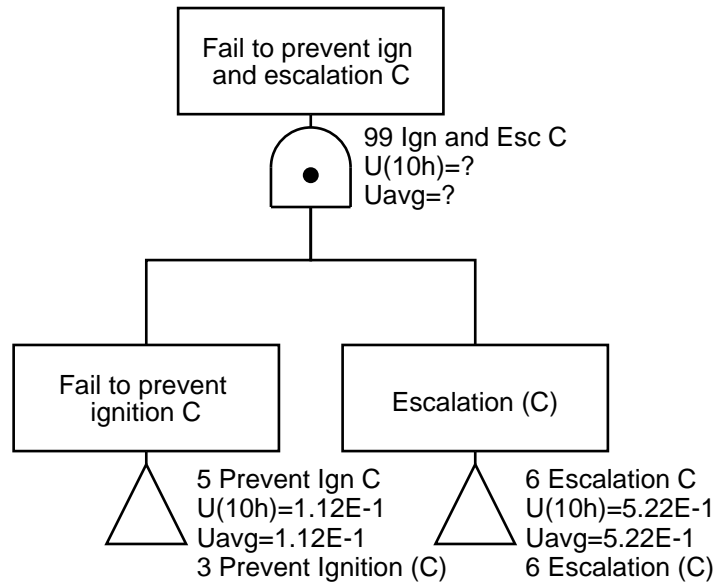 Fail to prevent ign
and escalation C
99 Ign and Esc C
U(10h)=?
Uavg=?
Fail to prevent
ignition C
Escalation (C)
5 Prevent Ign C
U(10h)=1.12E-1
Uavg=1.12E-1
3 Prevent Ignition (C)
6 Escalation C
U(10h)=5.22E-1
Uavg=5.22E-1
6 Escalation (C)